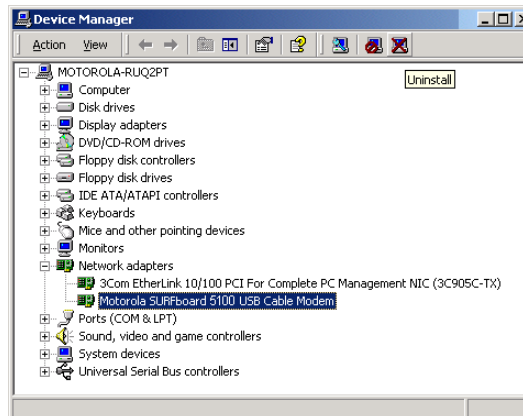 Device Manager
Action View
Uninstall
MOTOROLA-RUQ2PT
Computer
Disk drives
Display adapters
DVD/CD-ROM drives
Floppy disk controllers
Floppy disk drives
IDE ATA/ATAPI controllers
Keyboards
Mice and other pointing devices
Monitors
Network adapters
3Com EtherLink 10/100 PCI For Complete PC Management NIC (3C905C-TX)
Motorola SURFboard 5100 USB Cable Modem
Ports (COM & LPT)
Sound, video and game controllers
System devices
Universal Serial Bus controllers